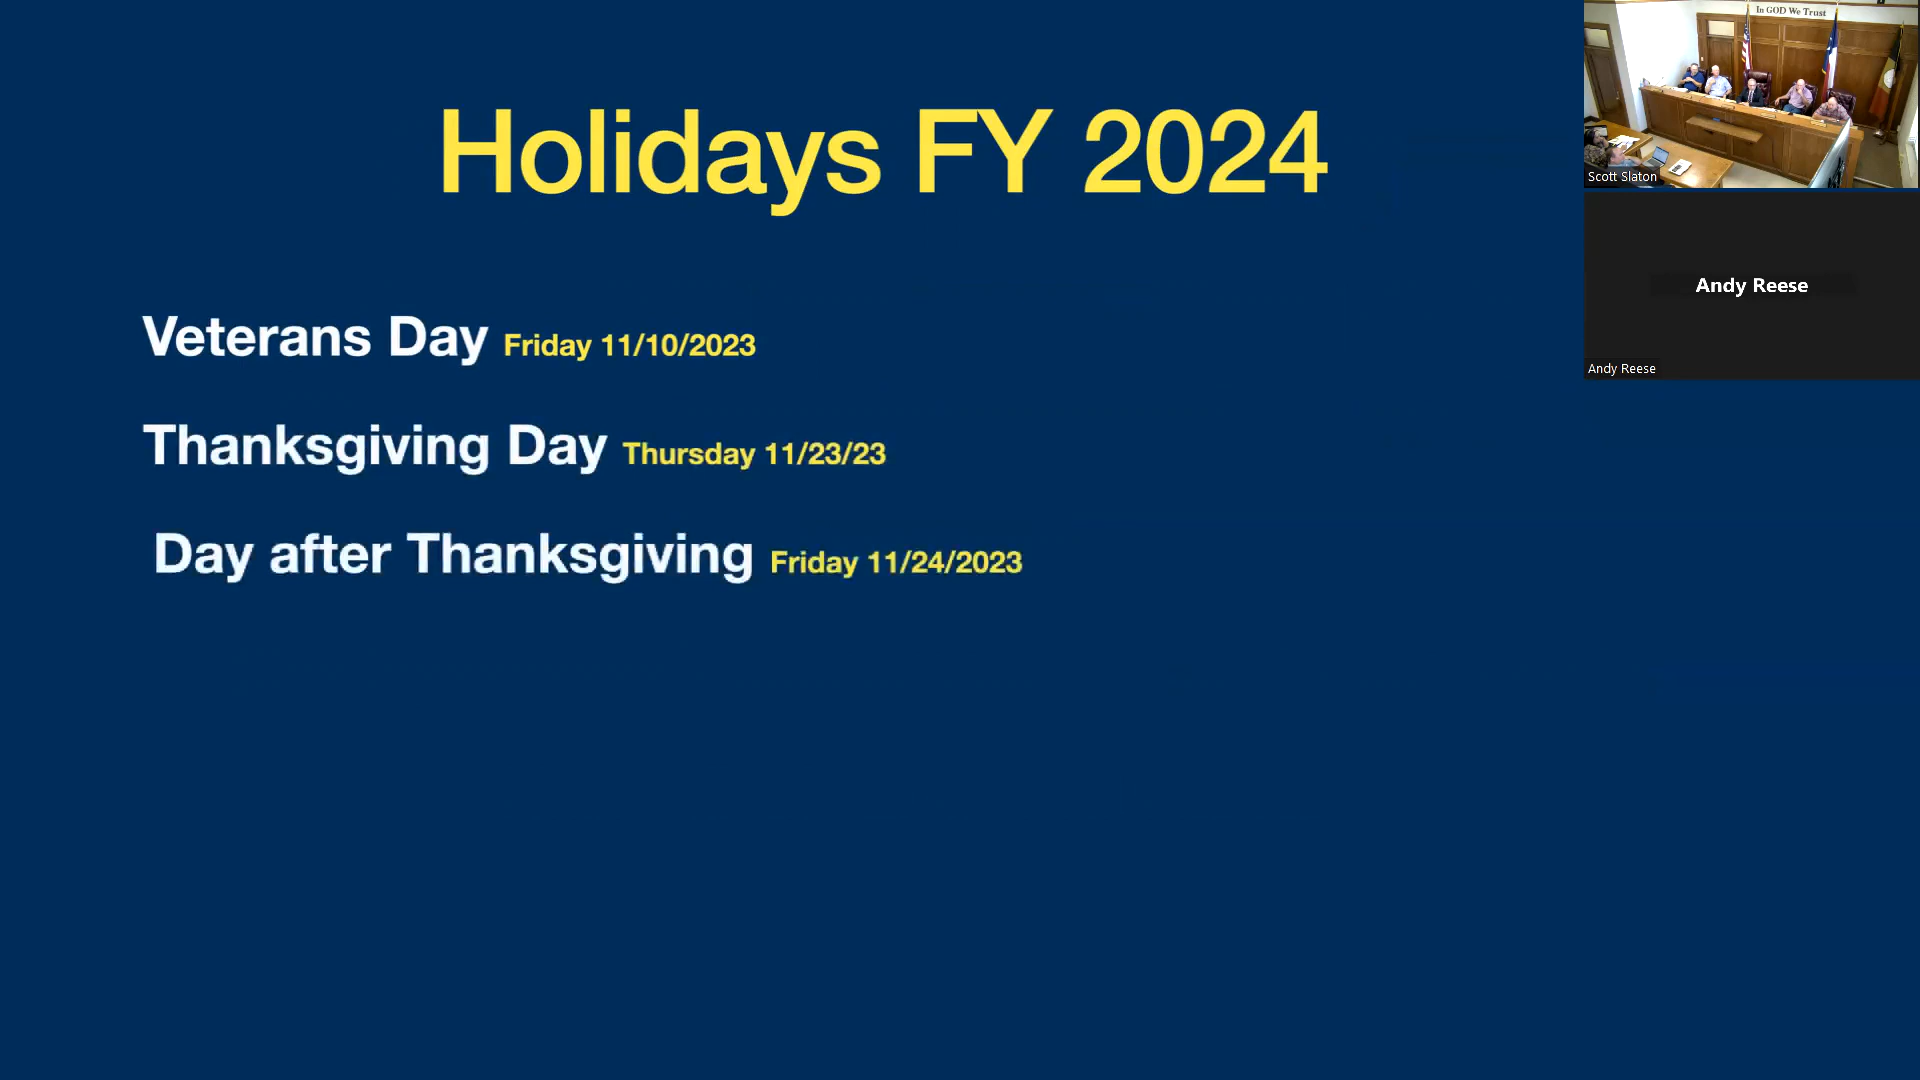 Holidays FY 2024
Veterans Day Friday 11/10/2023
Thanksgiving Day Thursday 11/23/23
Day after Thanksgiving Friday 11/24/2023
In GOD We Trust
Scott Slaton
Andy Reese
Andy Reese